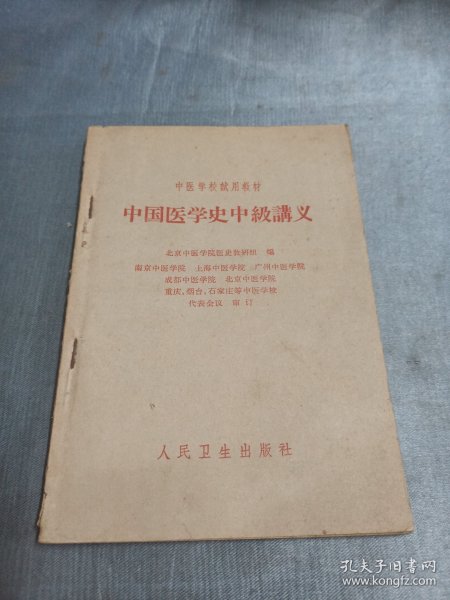 中医学校試用教材
中国医学史中級講义
北京中医学院医史教研組 編
南京中医学院 上海中医学院 广州中医学院
成都中医学院 北京中医学院
重庆、烟台、石家庄等中医学校
代表会议 审订
人民卫生出版社
孔夫子旧书网
www.kongfz.com